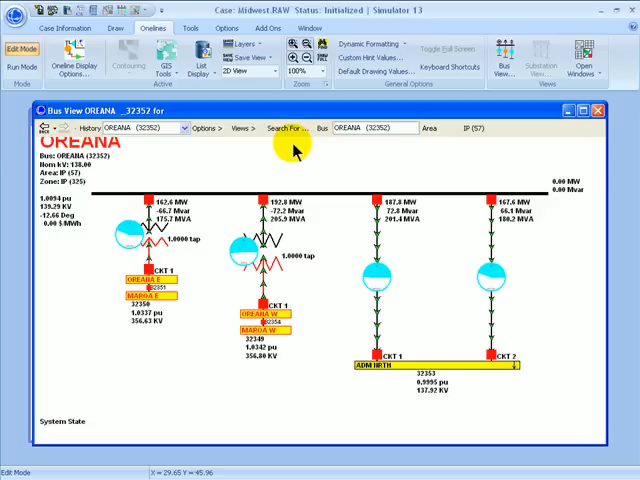 Case: Midwest.RAW Status: Initialized | Simulator 13
Case Information Draw Onelines Tools Options Add Ons Window
Edit Mode
Run Mode
Mode
Online Display Options...
Contouring
GIS Tools
Active
List Display
Layers
Save View
2D View
SAVE VIEW
Views
100%
Zoom
Dynamic Formatting
Custom Hint Values...
Default Drawing Values...
Toggle Full Screen
Keyboard Shortcuts
General Options
Bus View...
Open Windows
Window
Bus View OREANA _32352 for
History OREANA (32352) Options > Views > Search For ... Bus OREANA (32352) Area IP (57)
OREANA
Bus: OREANA (32352)
Nom kV: 138.00
Area: IP (57)
Zone: IP (325)
1.0094 pu
139.29 KV
-12.66 Deg
0.00 $/MWh
0.00 MW
0.00 Mvar
162.6 MW
-66.7 Mvar
175.7 MVA
1.0000 tap
CKT 1
OREANA E
32351
MAROA E
32350
1.0337 pu
356.63 KV
192.8 MW
-72.2 Mvar
205.9 MVA
1.0000 tap
CKT 1
OREANA W
32354
MAROA W
32349
1.0342 pu
356.80 KV
187.8 MW
72.8 Mvar
201.4 MVA
CKT 1
167.6 MW
66.1 Mvar
180.2 MVA
CKT 2
ADM NRTH
32353
0.9995 pu
137.92 KV
System State
Edit Mode X = 29.65 Y = 45.96